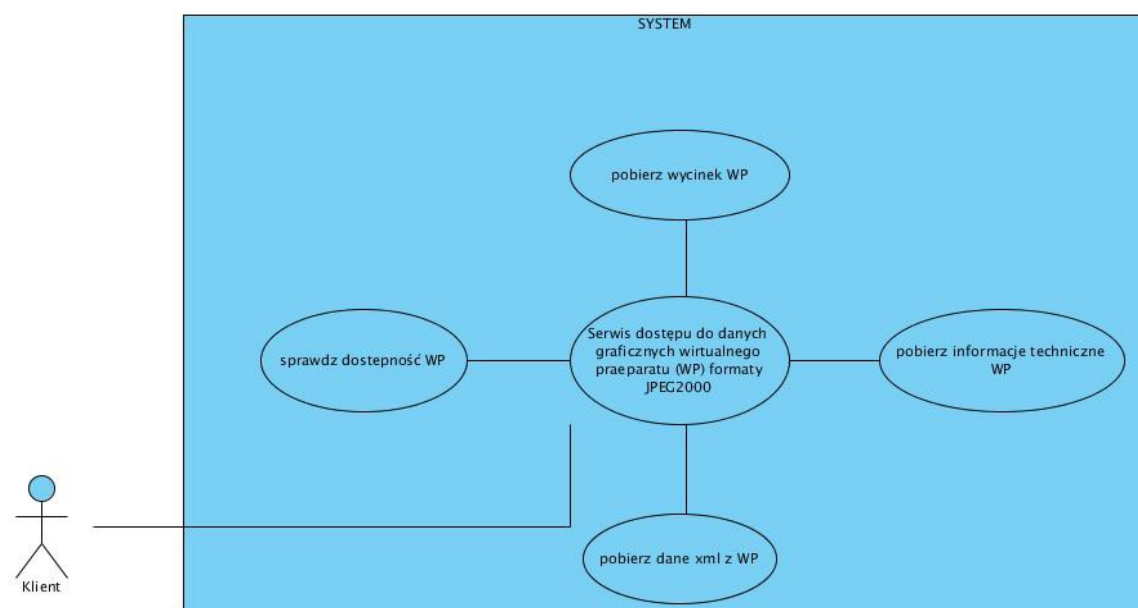 SYSTEM
pobierz wycinek WP
Serwis dostępu do danych
graficznych wirtualnego
praeparatu (WP) formaty
JPEG2000
sprawdz dostepność WP
pobierz informacje techniczne
WP
pobierz dane xml z WP
Klient